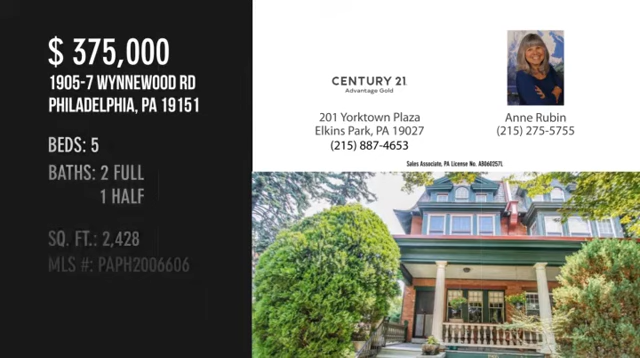 $ 375,000
1905-7 WYNNEWOOD RD
PHILADELPHIA, PA 19151
BEDS: 5
BATHS: 2 FULL
1 HALF
SQ. FT.: 2,428
MLS #: PAPH2006606
CENTURY 21
Advantage Gold
201 Yorktown Plaza
Elkins Park, PA 19027
(215) 887-4653
Anne Rubin
(215) 275-5755
Sales Associate, PA License No. AB060257L